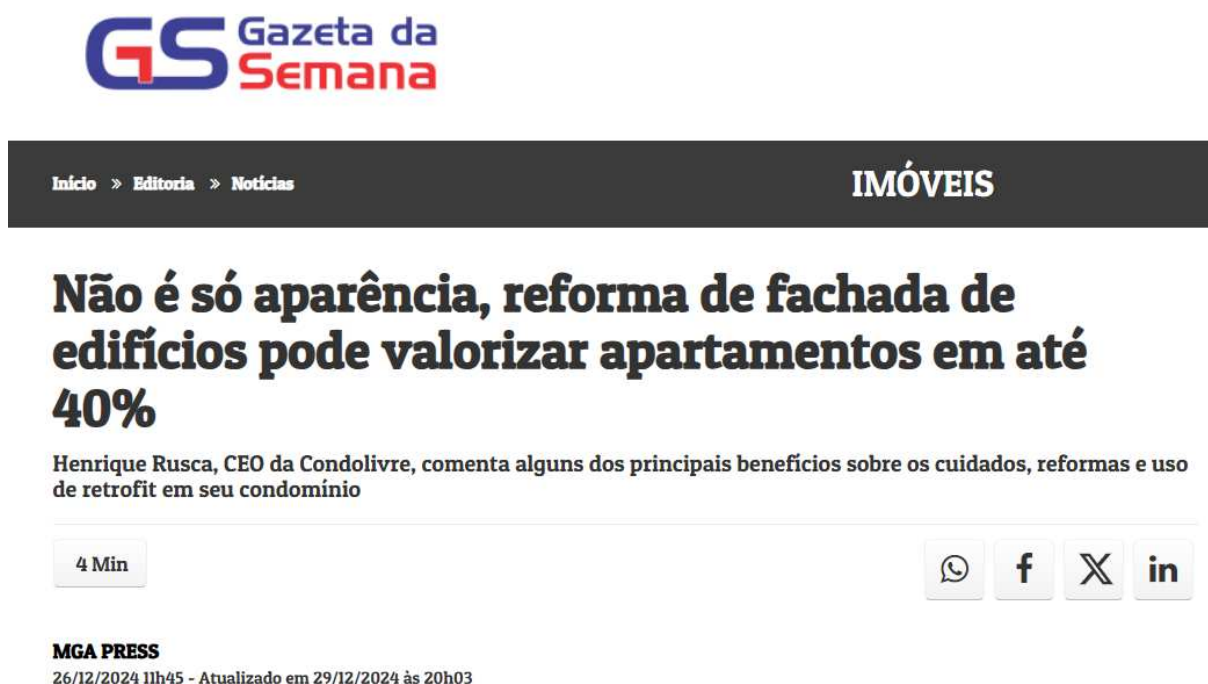 GS Gazeta da
Semana
Início » Editoria » Notícias
IMÓVEIS
Não é só aparência, reforma de fachada de
edifícios pode valorizar apartamentos em até
40%
Henrique Rusca, CEO da Condolivre, comenta alguns dos principais benefícios sobre os cuidados, reformas e uso
de retrofit em seu condomínio
4 Min
f X in
MGA PRESS
26/12/2024 11h45 - Atualizado em 29/12/2024 às 20h03